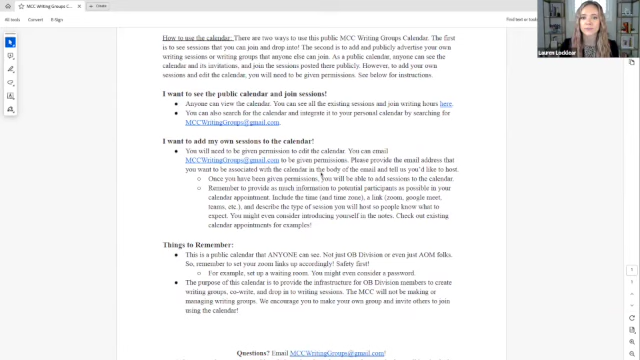 MCC Writing Groups C...
Create
All tools
Convert
E-Sign
Find text or tools
Lauren Locklear
How to use the calendar: There are two ways to use this public MCC Writing Groups Calendar. The first
is to see sessions that you can join and drop into! The second is to add and publicly advertise your own
writing sessions or writing groups that anyone else can join. As a public calendar, anyone can see the
calendar and its invitations, and join the sessions posted there publicly. However, to add your own
sessions and edit the calendar, you will need to be given permissions. See below for instructions.
I want to see the public calendar and join sessions!
• Anyone can view the calendar. You can see all the existing sessions and join writing hours here.
• You can also search for the calendar and integrate it to your personal calendar by searching for
MCCWritingGroups@gmail.com.
I want to add my own sessions to the calendar!
• You will need to be given permission to edit the calendar. You can email
MCCWritingGroups@gmail.com to be given permissions. Please provide the email address that
you want to be associated with the calendar in the body of the email and tell us you'd like to host.
○ Once you have been given permissions, you will be able to add sessions to the calendar.
○ Remember to provide as much information to potential participants as possible in your
calendar appointment. Include the time (and time zone), a link (zoom, google meet,
teams, etc.), and describe the type of session you will host so people know what to
expect. You might even consider introducing yourself in the notes. Check out existing
calendar appointments for examples!
Things to Remember:
• This is a public calendar that ANYONE can see. Not just OB Division or even just AOM folks.
So, remember to set your zoom links up accordingly! Safety first!
○ For example, set up a waiting room. You might even consider a password.
• The purpose of this calendar is to provide the infrastructure for OB Division members to create
writing groups, co-write, and drop in to writing sessions. The MCC will not be making or
managing writing groups. We encourage you to make your own group and invite others to join
using the calendar!
Questions? Email MCCWritingGroups@gmail.com!
1
1